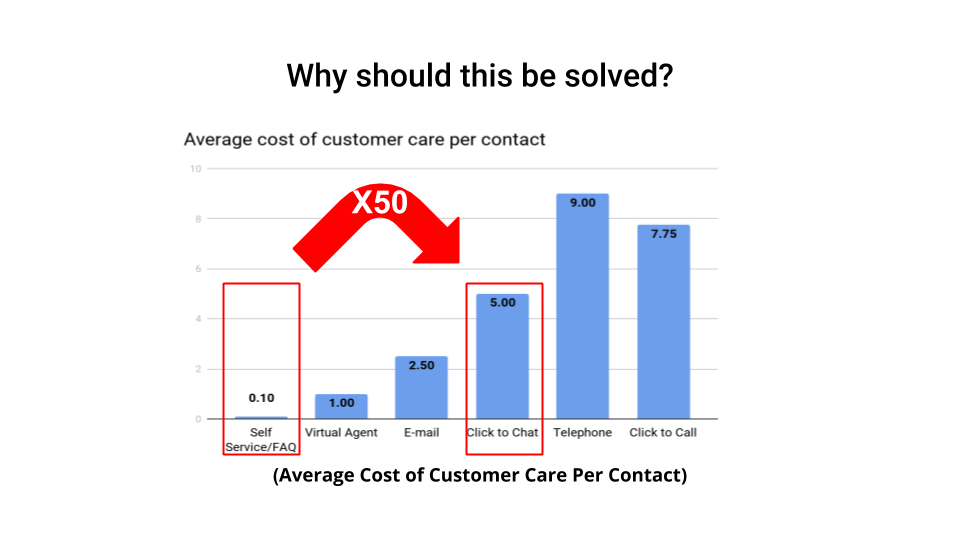 Why should this be solved?
Average cost of customer care per contact
10
X50
9.00
8
7.75
6
5.00
4
2.50
2
0.10
1.00
0
Self Service/FAQ
Virtual Agent
E-mail
Click to Chat
Telephone
Click to Call
(Average Cost of Customer Care Per Contact)